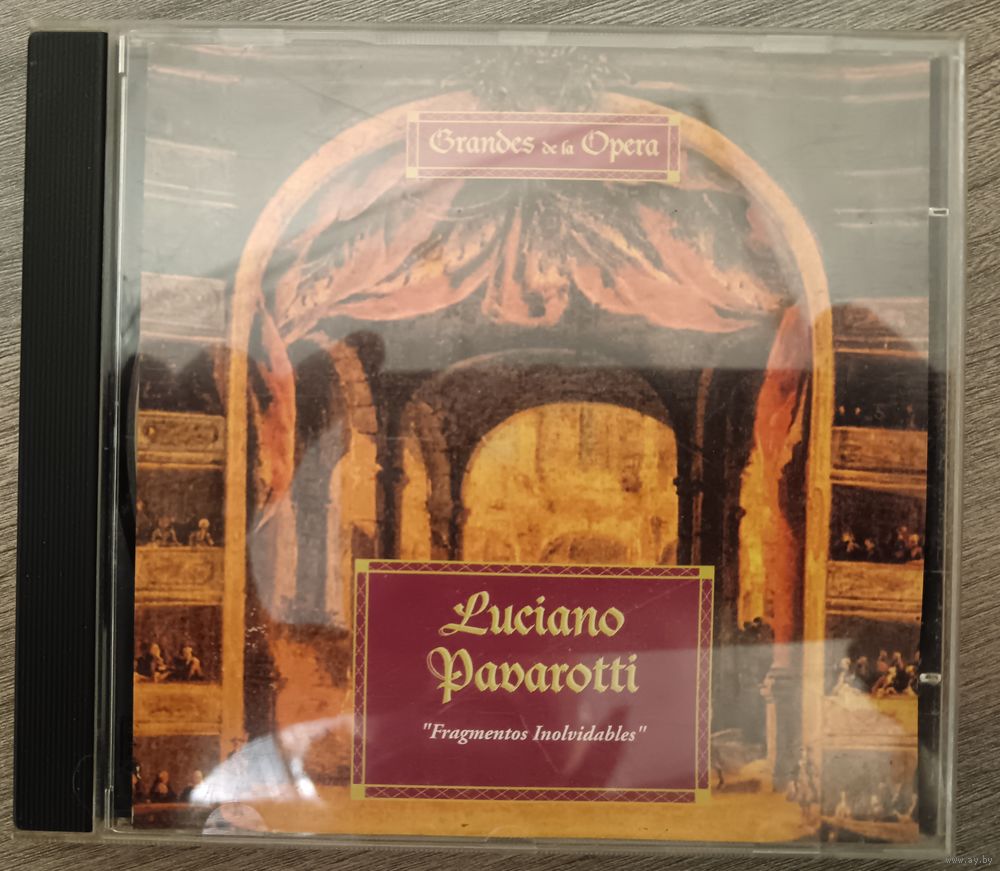 Grandes de la Opera
Luciano
Pavarotti
"Fragmentos Inolvidables"
www.ay.by